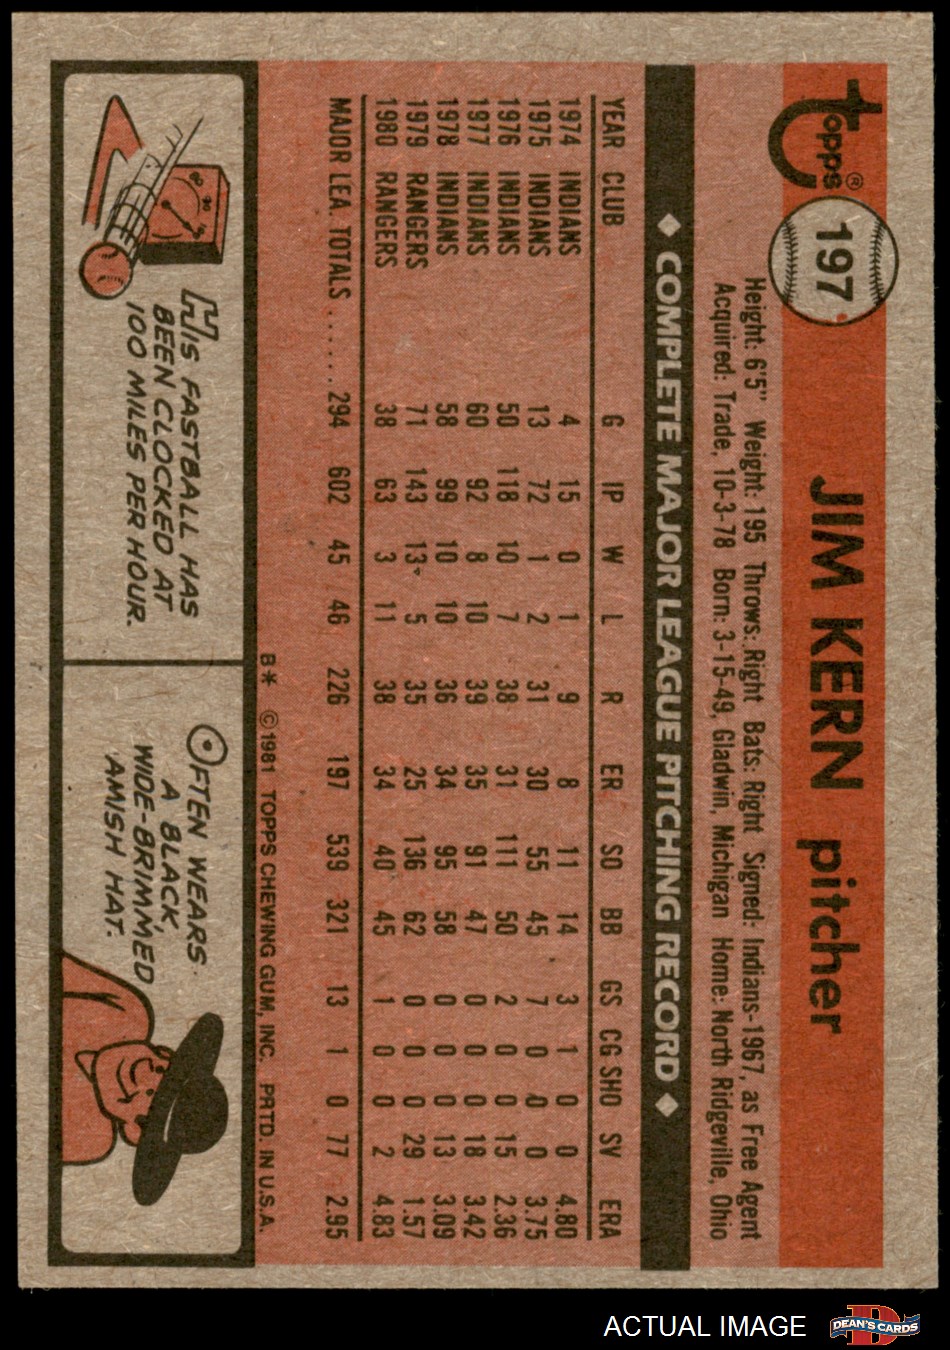 Topps®
197
JIM KERN pitcher
Height: 6'5" Weight: 195 Throws: Right Bats: Right Signed: Indians-1967, as Free Agent
Acquired: Trade, 10-3-78 Born: 3-15-49, Gladwin, Michigan Home: North Ridgeville, Ohio
◆ COMPLETE MAJOR LEAGUE PITCHING RECORD ◆
YEAR CLUB G IP W L R ER SO BB GS CG SHO SV ERA
1974 INDIANS 4 15 0 1 9 8 11 14 3 1 0 0 4.80
1975 INDIANS 13 72 1 2 31 30 55 45 7 0 0 0 3.75
1976 INDIANS 50 118 10 7 38 31 111 50 2 0 0 15 2.36
1977 INDIANS 60 92 8 10 39 35 91 47 0 0 0 18 3.42
1978 INDIANS 58 99 10 10 36 34 95 58 0 0 0 13 3.09
1979 RANGERS 71 143 13 5 35 25 136 62 0 0 0 29 1.57
1980 RANGERS 38 63 3 11 38 34 40 45 1 0 0 2 4.83
MAJOR LEA. TOTALS...... 294 602 45 46 226 197 539 321 13 1 0 77 2.95
B* ©1981 TOPPS CHEWING GUM, INC. PRTD. IN U.S.A.
HIS FASTBALL HAS
BEEN CLOCKED AT
100 MILES PER HOUR.
OFTEN WEARS
A BLACK,
WIDE-BRIMMED
AMISH HAT.
ACTUAL IMAGE
DEAN'S CARDS